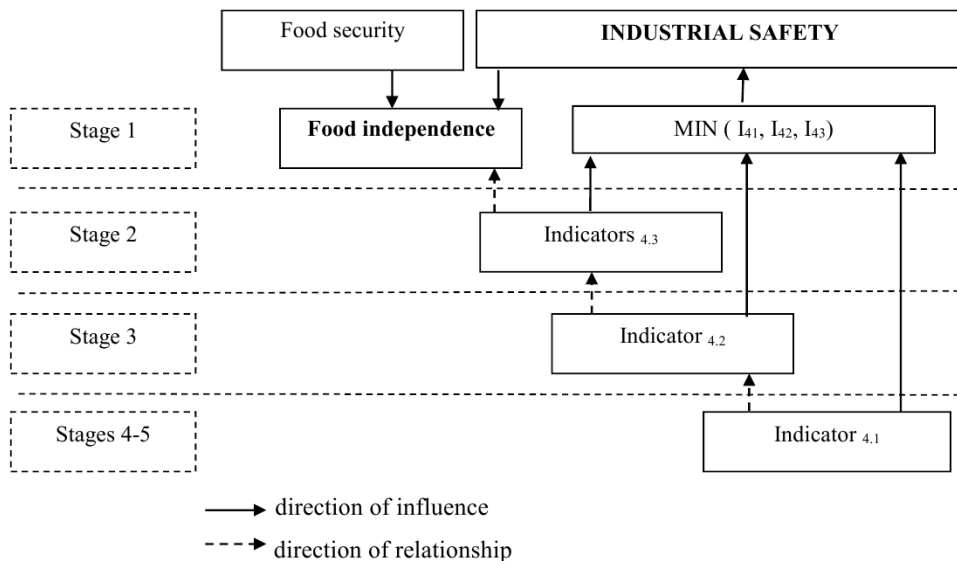 Food security
INDUSTRIAL SAFETY
Stage 1
Food independence
MIN ( I₄₁, I₄₂, I₄₃)
Stage 2
Indicators 4.3
Stage 3
Indicator 4.2
Stages 4-5
Indicator 4.1
direction of influence
direction of relationship